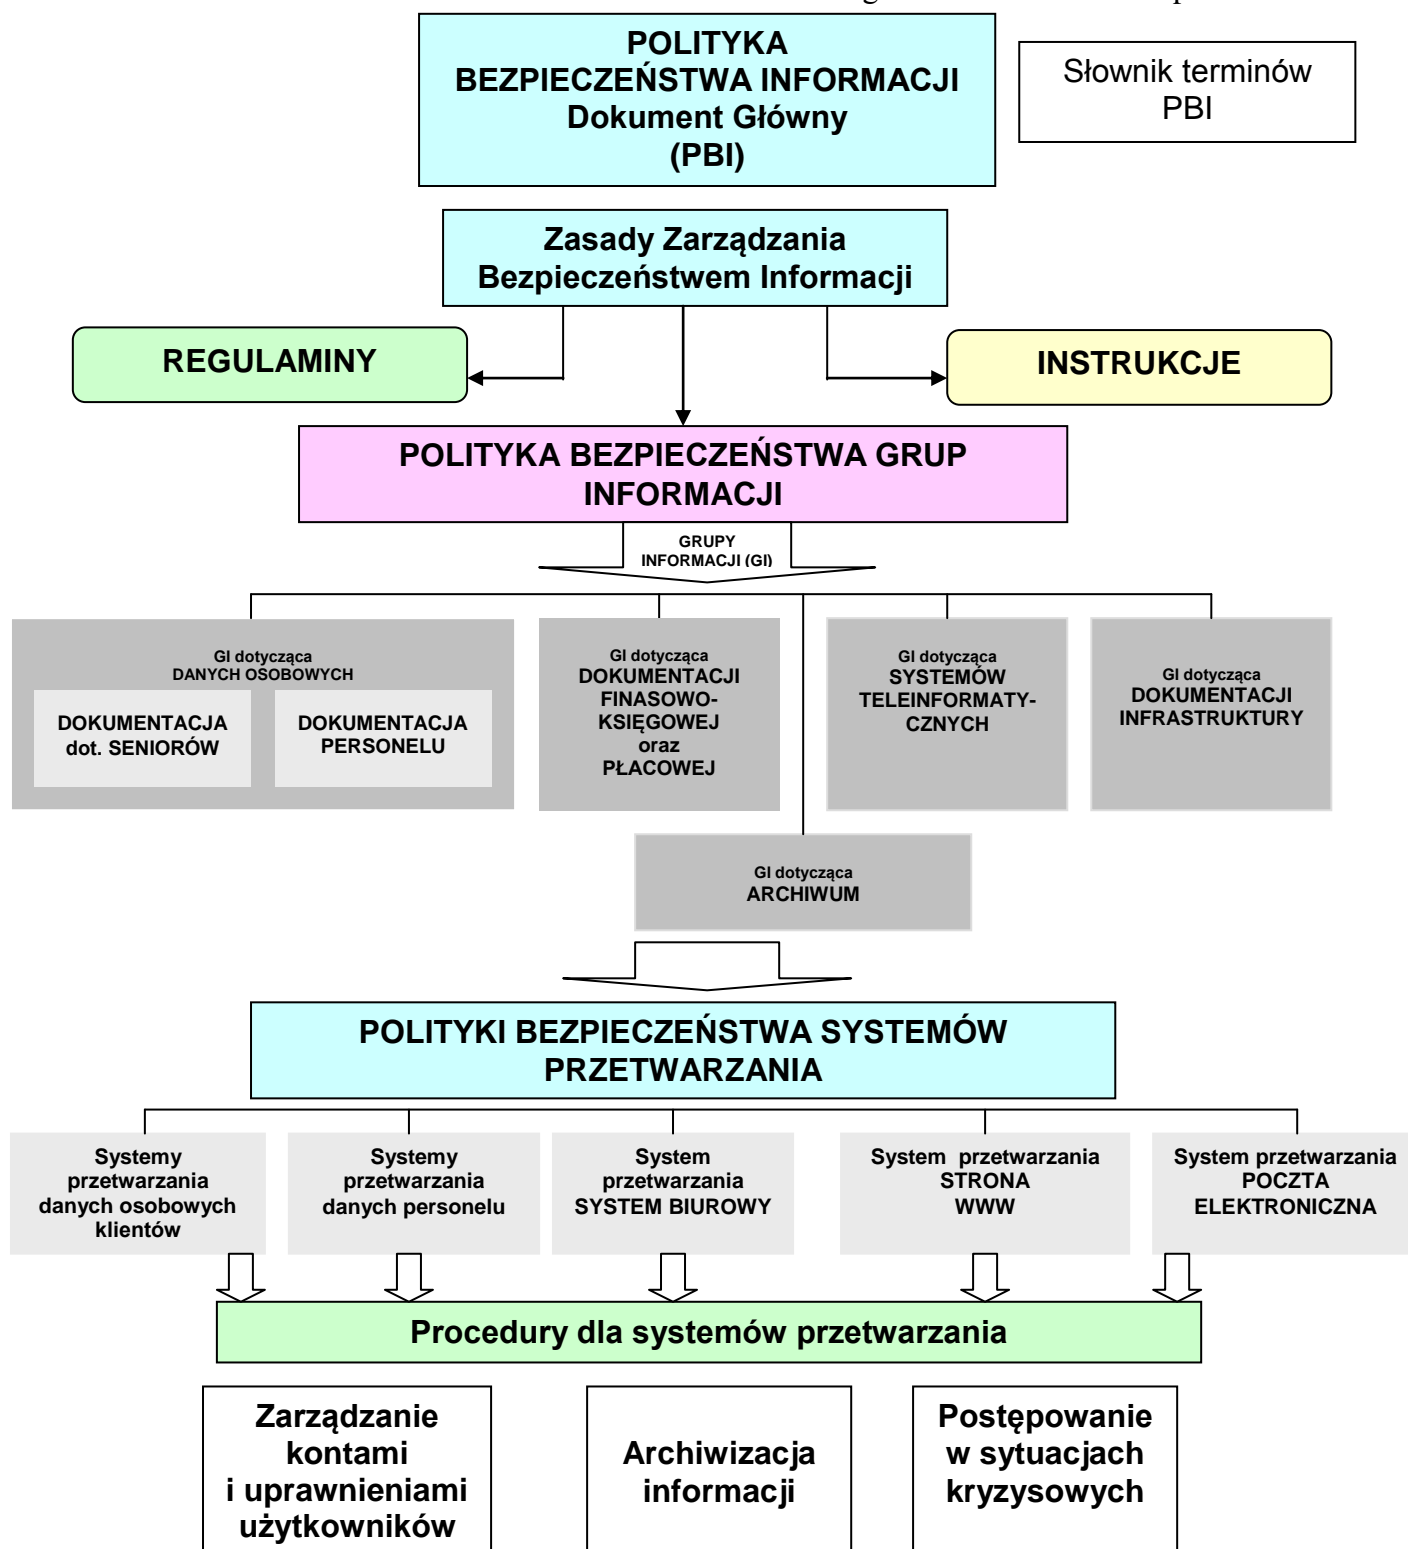 POLITYKA
BEZPIECZEŃSTWA INFORMACJI
Dokument Główny
(PBI)
Słownik terminów
PBI
Zasady Zarządzania
Bezpieczeństwem Informacji
REGULAMINY
INSTRUKCJE
POLITYKA BEZPIECZEŃSTWA GRUP
INFORMACJI
GRUPY
INFORMACJI (GI)
GI dotycząca
DANYCH OSOBOWYCH
DOKUMENTACJA
dot. SENIORÓW
DOKUMENTACJA
PERSONELU
GI dotycząca
DOKUMENTACJI
FINASOWO-
KSIĘGOWEJ
oraz
PŁACOWEJ
GI dotycząca
SYSTEMÓW
TELEINFORMATY-
CZNYCH
GI dotycząca
DOKUMENTACJI
INFRASTRUKTURY
GI dotycząca
ARCHIWUM
POLITYKI BEZPIECZEŃSTWA SYSTEMÓW
PRZETWARZANIA
Systemy
przetwarzania
danych osobowych
klientów
Systemy
przetwarzania
danych personelu
System
przetwarzania
SYSTEM BIUROWY
System przetwarzania
STRONA
WWW
System przetwarzania
POCZTA
ELEKTRONICZNA
Procedury dla systemów przetwarzania
Zarządzanie
kontami
i uprawnieniami
użytkowników
Archiwizacja
informacji
Postępowanie
w sytuacjach
kryzysowych